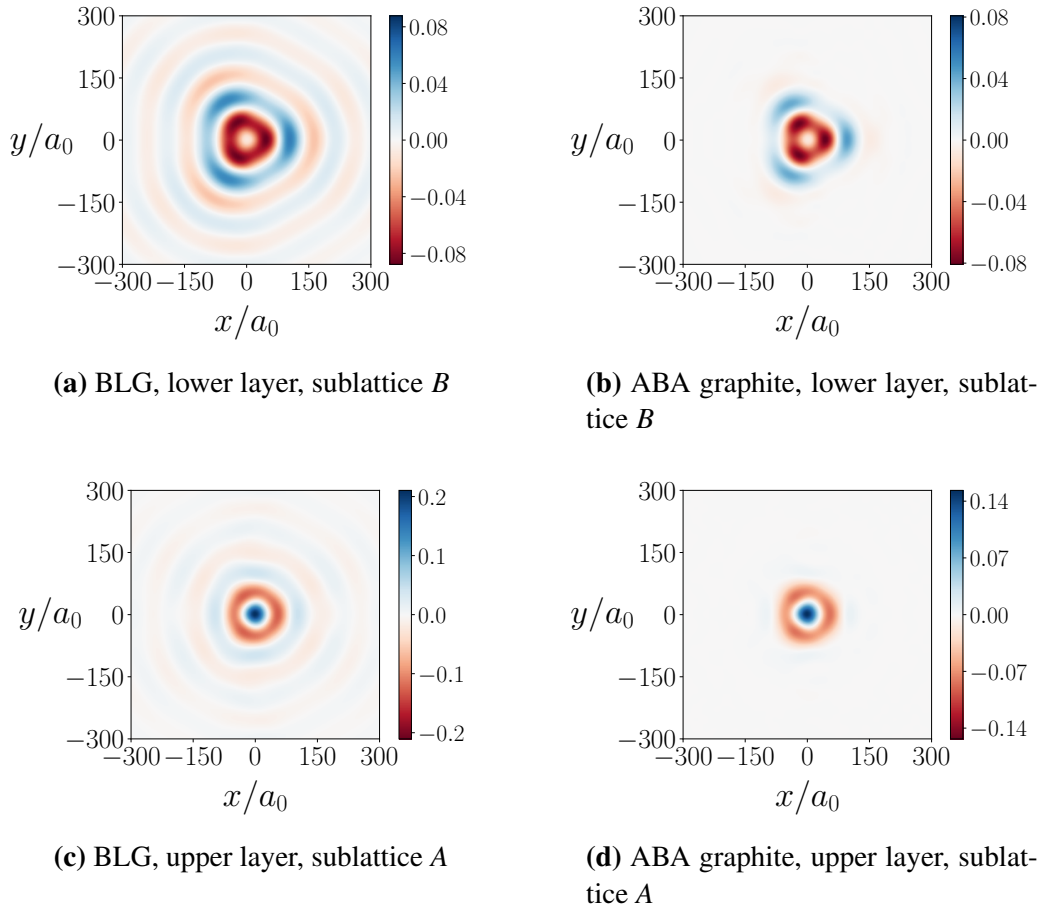 300
150
0
−150
−300
y/a₀
−300 −150 0 150 300
x/a₀
0.08
0.04
0.00
−0.04
−0.08
(a) BLG, lower layer, sublattice B
300
150
0
−150
−300
y/a₀
−300 −150 0 150 300
x/a₀
0.08
0.04
0.00
−0.04
−0.08
(b) ABA graphite, lower layer, sublat-
tice B
300
150
0
−150
−300
y/a₀
−300 −150 0 150 300
x/a₀
0.2
0.1
0.0
−0.1
−0.2
(c) BLG, upper layer, sublattice A
300
150
0
−150
−300
y/a₀
−300 −150 0 150 300
x/a₀
0.14
0.07
0.00
−0.07
−0.14
(d) ABA graphite, upper layer, sublat-
tice A